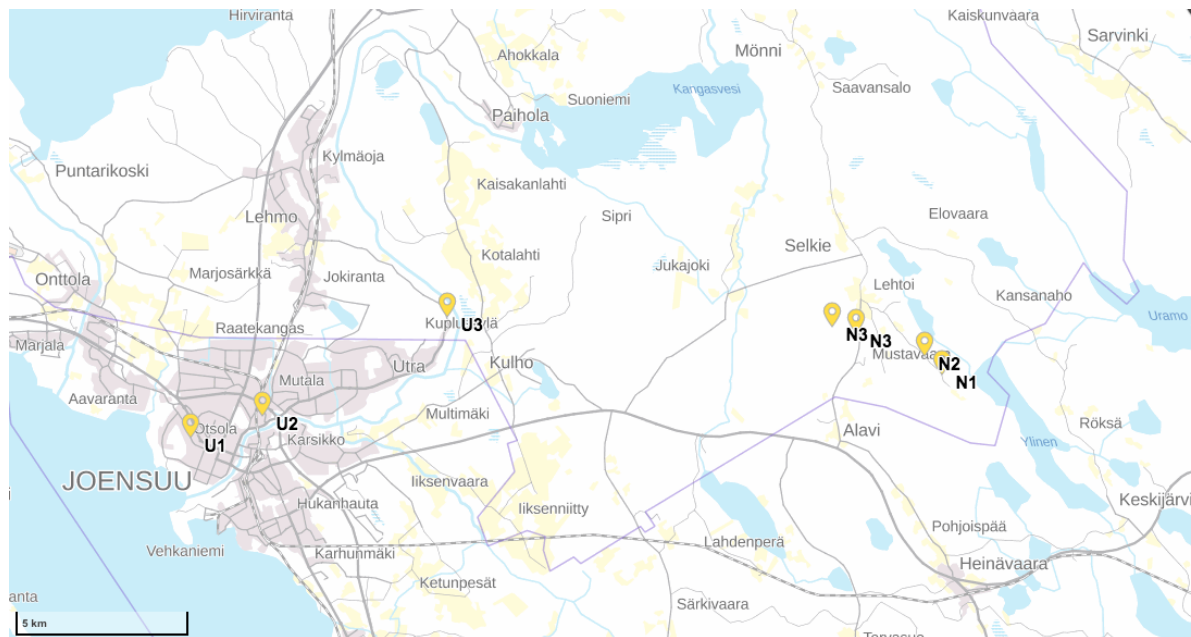 Hirviranta
Kaiskunvaara
Sarvinki
Mönni
Ahokkala
Saavansalo
Kangasvesi
Suoniemi
Paihola
Kylmäoja
Puntarikoski
Kaisakanlahti
Lehmo
Sipri
Elovaara
Selkie
Kotalahti
Marjosärkkä
Jokiranta
Jukajoki
Onttola
Lehtoi
Kansanaho
Uramo
Raatekangas
U3
N3
N3
Marjala
Mustavaara
Kulho
Utra
N2
Mutala
N1
Aavaranta
Multimäki
Otsola
U2
U1
Karsikko
Alavi
Röksä
Ylinen
JOENSUU
Iiksenvaara
Hukanhauta
Iiksenniitty
Keskijärvi
Pohjoispää
Vehkaniemi
Karhunmäki
Lahdenperä
Heinävaara
Ketunpesät
anta
Särkivaara
5 km